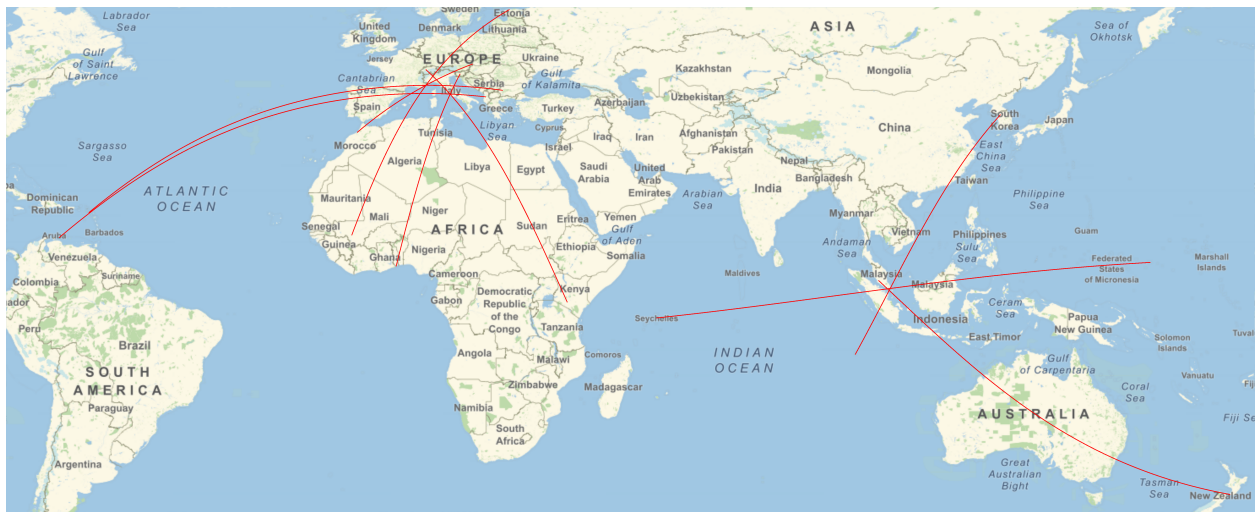 Labrador
Sea
Sweden
Estonia
United
Kingdom
Denmark
Lithuania
ASIA
Sea of
Okhotsk
Gulf
of Saint
Lawrence
Jersey
EUROPE
Ukraine
Kazakhstan
Mongolia
Cantabrian
Sea
Gulf
of Kalamita
Serbia
Italy
Spain
Greece
Turkey
Azerbaijan
Uzbekistan
China
South
Korea
Japan
Libyan
Sea
Cyprus
Tunisia
Morocco
Israel
Iraq
Iran
Afghanistan
Pakistan
East
China
Sea
Sargasso
Sea
Algeria
Libya
Egypt
Saudi
Arabia
United
Arab
Emirates
Nepal
Bangladesh
Taiwan
ATLANTIC
OCEAN
Dominican
Republic
Mauritania
Mali
Niger
Sudan
Eritrea
Yemen
Gulf
of Aden
Arabian
Sea
India
Myanmar
Philippine
Sea
Aruba
Barbados
Senegal
Guinea
Ghana
Nigeria
AFRICA
Ethiopia
Somalia
Andaman
Sea
Vietnam
Philippines
Sulu
Sea
Guam
Venezuela
Suriname
Colombia
ador
Cameroon
Gabon
Kenya
Maldives
Malaysia
Malaysia
Federated
States
of Micronesia
Marshall
Islands
Democratic
Republic
of the
Congo
Tanzania
Seychelles
Indonesia
Ceram
Sea
Papua
New Guinea
East Timor
Solomon
Islands
Tuval
Peru
Brazil
Angola
Malawi
Comoros
INDIAN
OCEAN
Gulf
of Carpentaria
Coral
Sea
Vanuatu
Fij
SOUTH
AMERICA
Zimbabwe
Madagascar
Namibia
Paraguay
AUSTRALIA
Fiji Se
South
Africa
Argentina
Great
Australian
Bight
Tasman
Sea
New Zealand